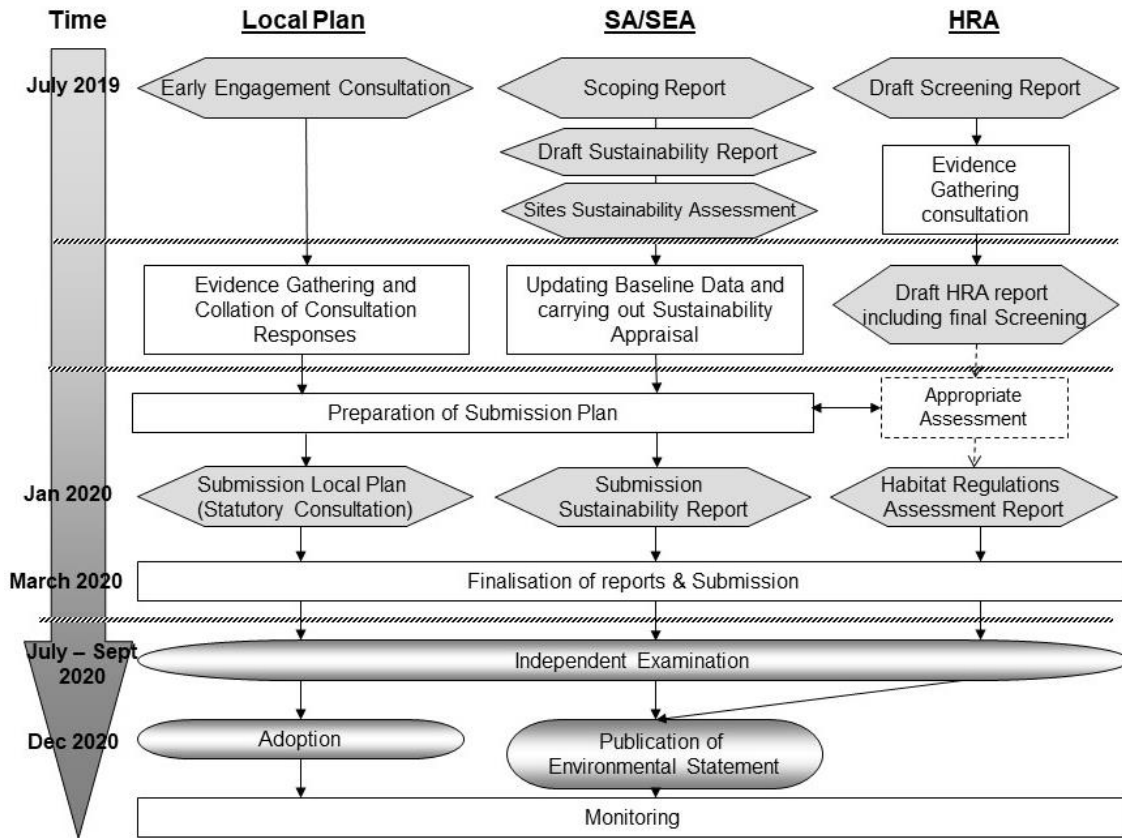 Time
Local Plan
SA/SEA
HRA
July 2019
Early Engagement Consultation
Scoping Report
Draft Screening Report
Draft Sustainability Report
Evidence
Gathering
consultation
Sites Sustainability Assessment
Evidence Gathering and
Collation of Consultation
Responses
Updating Baseline Data and
carrying out Sustainability
Appraisal
Draft HRA report
including final Screening
Preparation of Submission Plan
Appropriate
Assessment
Jan 2020
Submission Local Plan
(Statutory Consultation)
Submission
Sustainability Report
Habitat Regulations
Assessment Report
March 2020
Finalisation of reports & Submission
July – Sept
2020
Independent Examination
Dec 2020
Adoption
Publication of
Environmental Statement
Monitoring